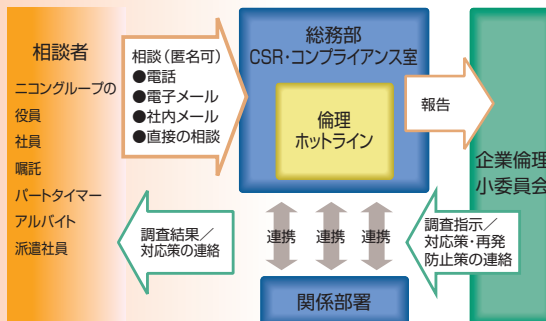 相談者
ニコングループの
役員
社員
嘱託
パートタイマー
アルバイト
派遣社員
相談（匿名可）
●電話
●電子メール
●社内メール
●直接の相談
総務部
CSR・コンプライアンス室
倫理
ホットライン
報告
企業倫理
小委員会
調査結果／
対応策の連絡
連携 連携 連携
調査指示／
対応策・再発
防止策の連絡
関係部署